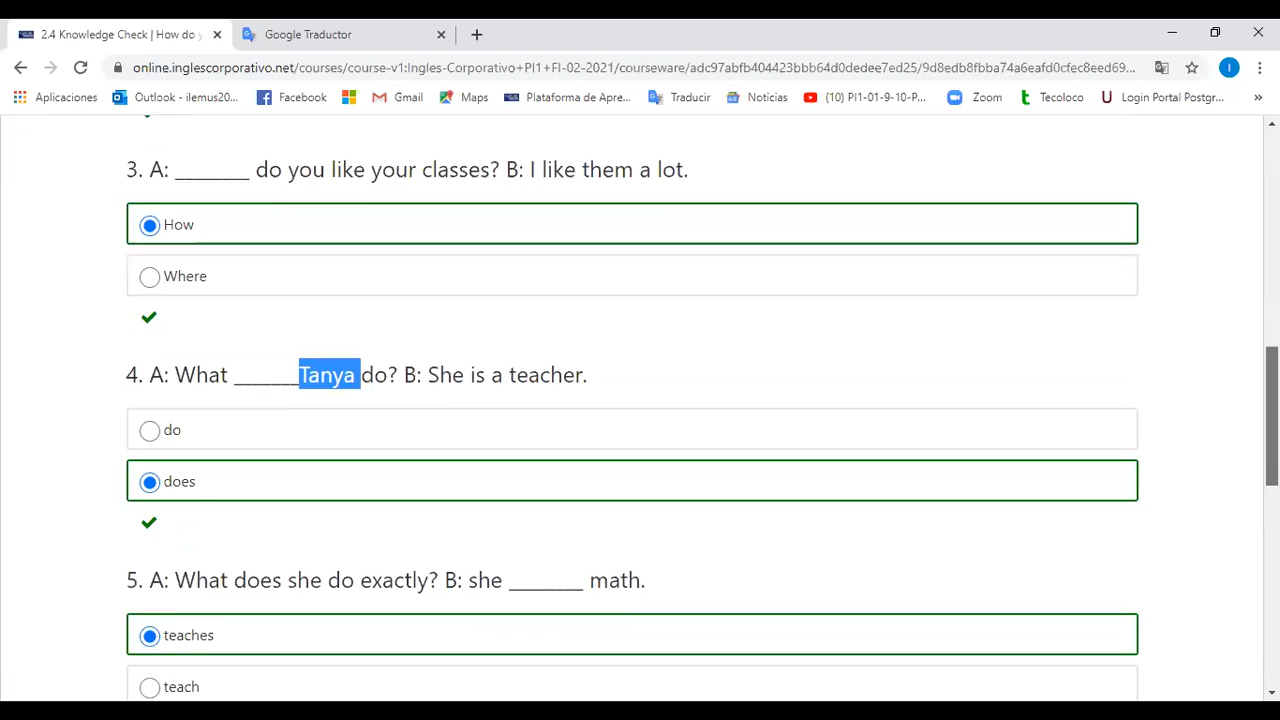 2.4 Knowledge Check | How do y
Google Traductor
online.inglescorporativo.net/courses/course-v1:Ingles-Corporativo+PI1+FI-02-2021/courseware/adc97abfb404423bbb64d0dedee7ed25/9d8edb8fbba74a6eafd0cfec8eed69...
Aplicaciones
Outlook - ilemus20...
Facebook
Gmail
Maps
Plataforma de Apre...
Traducir
Noticias
(10) PI1-01-9-10-P...
Zoom
Tecoloco
Login Portal Postgr...
3. A: ________ do you like your classes? B: I like them a lot.
How
Where
4. A: What _______Tanya do? B: She is a teacher.
do
does
5. A: What does she do exactly? B: she ________ math.
teaches
teach